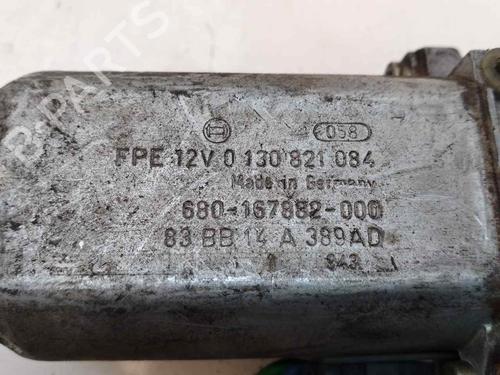 B-PARTS
058
FPE 12V 0 130 821 084
Made in Germany
680-167882-000
83 BB 14 A 389AD
943